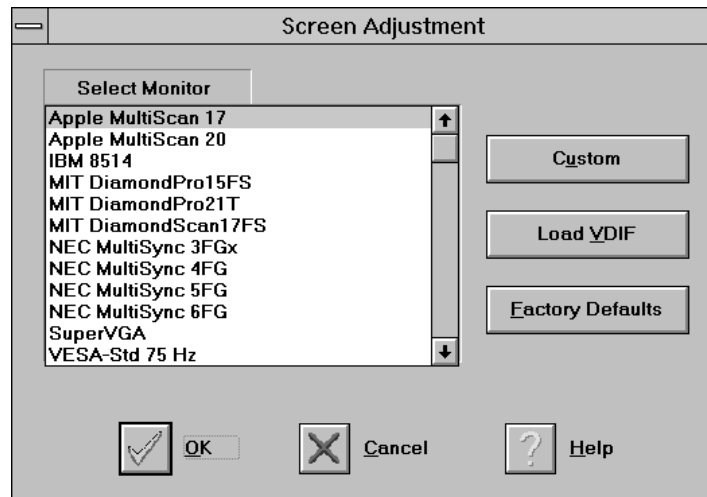 Screen Adjustment
Select Monitor
Apple MultiScan 17
Apple MultiScan 20
IBM 8514
MIT DiamondPro15FS
MIT DiamondPro21T
MIT DiamondScan17FS
NEC MultiSync 3FGx
NEC MultiSync 4FG
NEC MultiSync 5FG
NEC MultiSync 6FG
SuperVGA
VESA-Std 75 Hz
Custom
Load VDIF
Factory Defaults
OK
Cancel
? Help